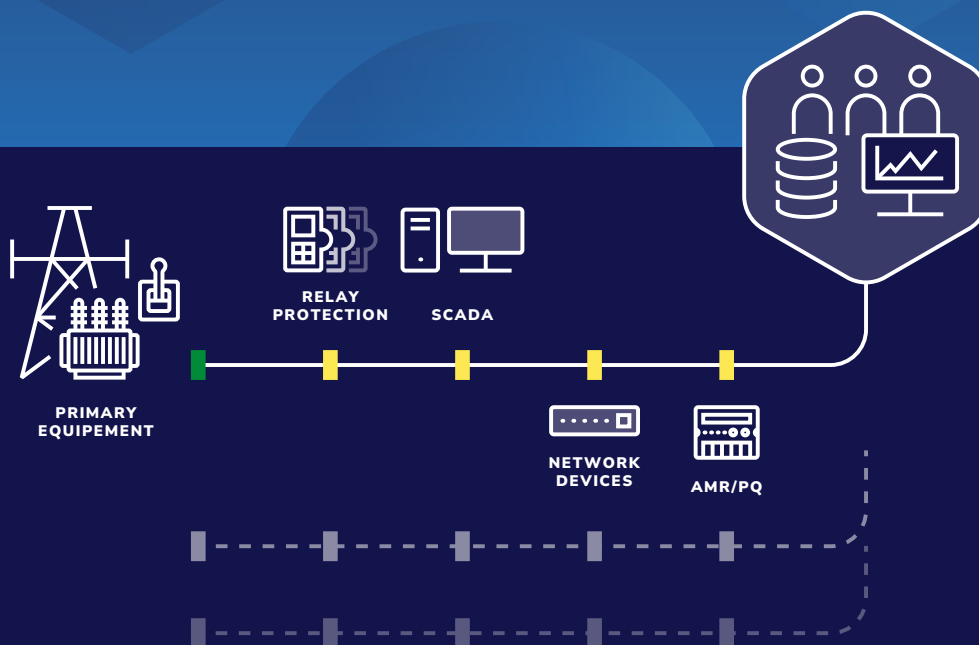 RELAY
PROTECTION
SCADA
PRIMARY
EQUIPEMENT
NETWORK
DEVICES
AMR/PQ